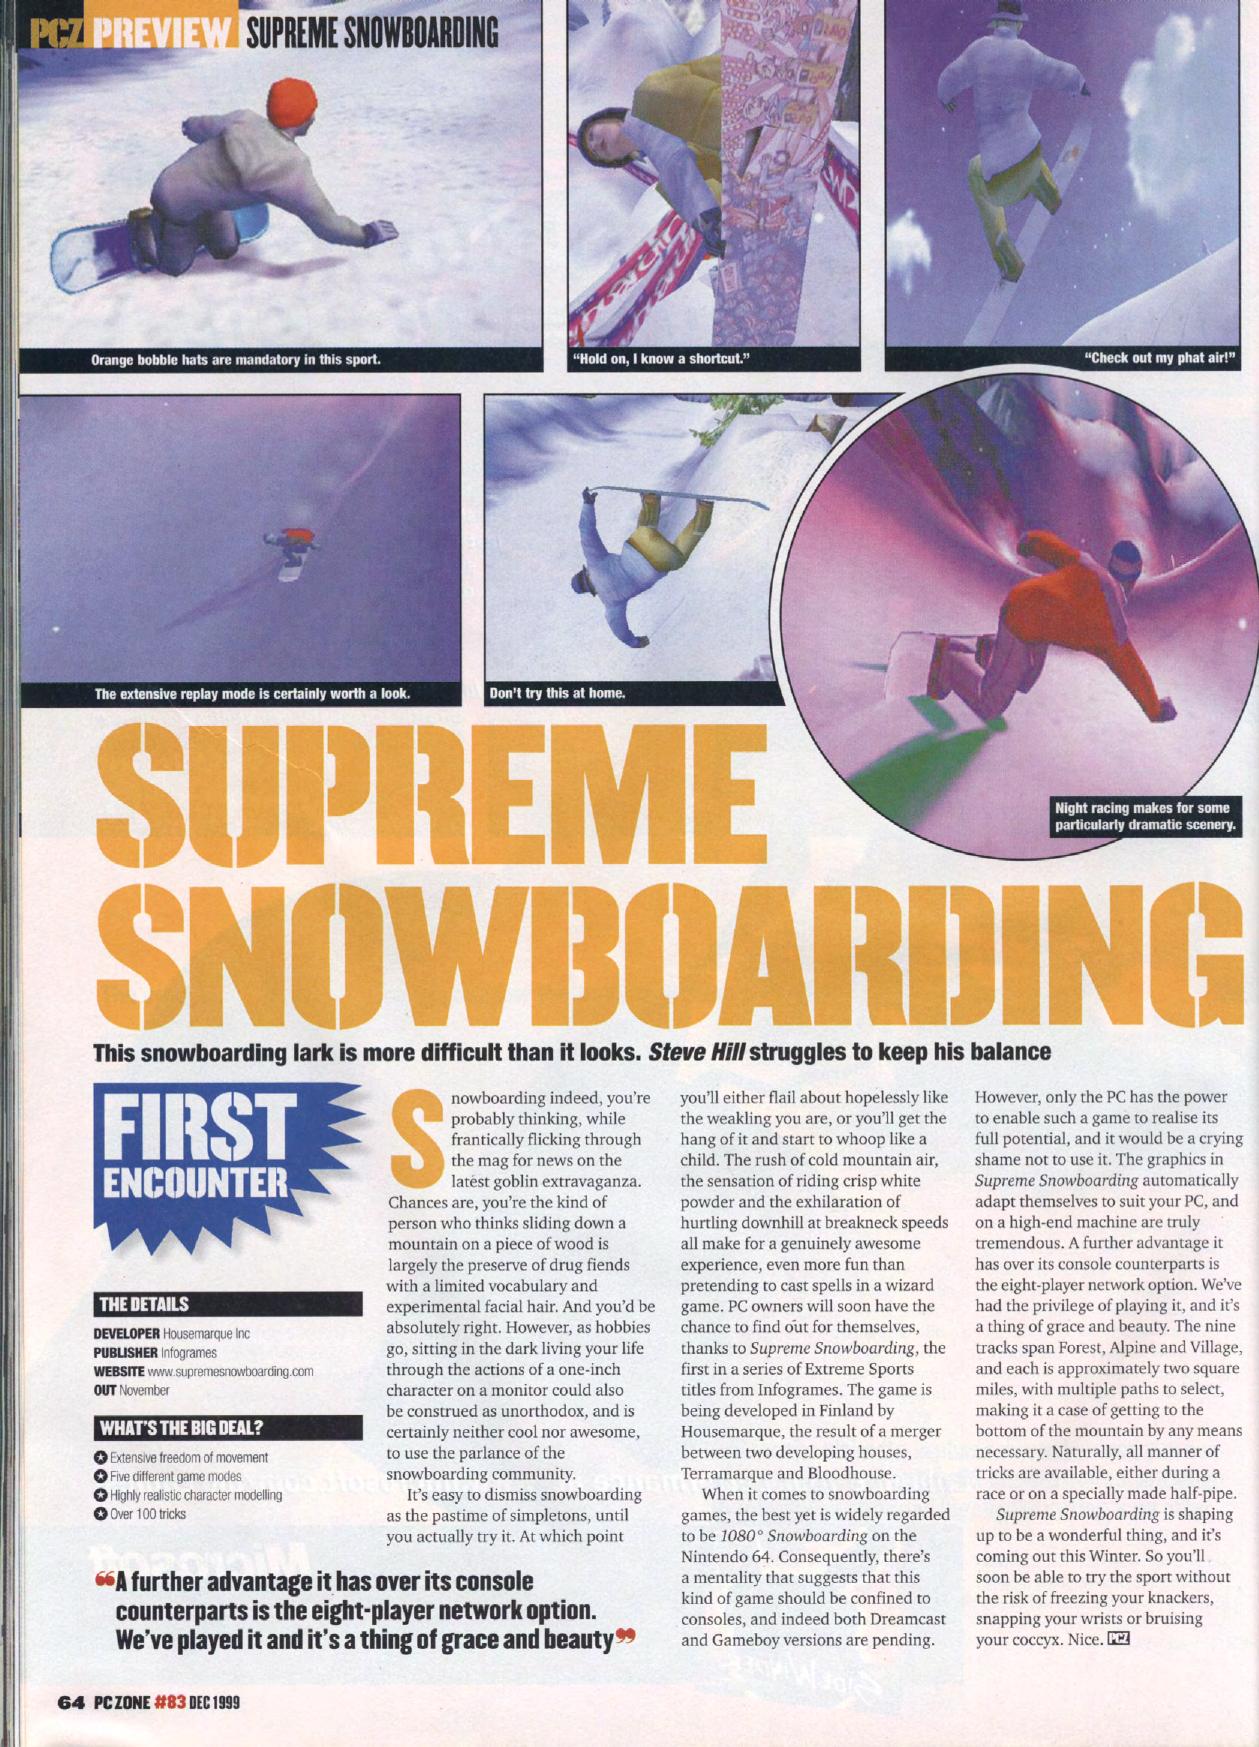 PCZ PREVIEW SUPREME SNOWBOARDING
Orange bobble hats are mandatory in this sport.
“Hold on, I know a shortcut.”
“Check out my phat air!”
The extensive replay mode is certainly worth a look.
Don't try this at home.
Night racing makes for some
particularly dramatic scenery.
SUPREME
SNOWBOARDING
This snowboarding lark is more difficult than it looks. Steve Hill struggles to keep his balance
FIRST
ENCOUNTER
THE DETAILS
DEVELOPER Housemarque Inc
PUBLISHER Infogrames
WEBSITE www.supremesnowboarding.com
OUT November
WHAT'S THE BIG DEAL?
Extensive freedom of movement
Five different game modes
Highly realistic character modelling
Over 100 tricks
Snowboarding indeed, you're
probably thinking, while
frantically flicking through
the mag for news on the
latest goblin extravaganza.
Chances are, you're the kind of
person who thinks sliding down a
mountain on a piece of wood is
largely the preserve of drug fiends
with a limited vocabulary and
experimental facial hair. And you'd be
absolutely right. However, as hobbies
go, sitting in the dark living your life
through the actions of a one-inch
character on a monitor could also
be construed as unorthodox, and is
certainly neither cool nor awesome,
to use the parlance of the
snowboarding community.
It's easy to dismiss snowboarding
as the pastime of simpletons, until
you actually try it. At which point
you'll either flail about hopelessly like
the weakling you are, or you'll get the
hang of it and start to whoop like a
child. The rush of cold mountain air,
the sensation of riding crisp white
powder and the exhilaration of
hurtling downhill at breakneck speeds
all make for a genuinely awesome
experience, even more fun than
pretending to cast spells in a wizard
game. PC owners will soon have the
chance to find out for themselves,
thanks to Supreme Snowboarding, the
first in a series of Extreme Sports
titles from Infogrames. The game is
being developed in Finland by
Housemarque, the result of a merger
between two developing houses,
Terramarque and Bloodhouse.
When it comes to snowboarding
games, the best yet is widely regarded
to be 1080° Snowboarding on the
Nintendo 64. Consequently, there's
a mentality that suggests that this
kind of game should be confined to
consoles, and indeed both Dreamcast
and Gameboy versions are pending.
However, only the PC has the power
to enable such a game to realise its
full potential, and it would be a crying
shame not to use it. The graphics in
Supreme Snowboarding automatically
adapt themselves to suit your PC, and
on a high-end machine are truly
tremendous. A further advantage it
has over its console counterparts is
the eight-player network option. We've
had the privilege of playing it, and it's
a thing of grace and beauty. The nine
tracks span Forest, Alpine and Village,
and each is approximately two square
miles, with multiple paths to select,
making it a case of getting to the
bottom of the mountain by any means
necessary. Naturally, all manner of
tricks are available, either during a
race or on a specially made half-pipe.
Supreme Snowboarding is shaping
up to be a wonderful thing, and it's
coming out this Winter. So you'll
soon be able to try the sport without
the risk of freezing your knackers,
snapping your wrists or bruising
your coccyx. Nice. PCZ
“A further advantage it has over its console
counterparts is the eight-player network option.
We've played it and it's a thing of grace and beauty”
64 PC ZONE #83 DEC 1999